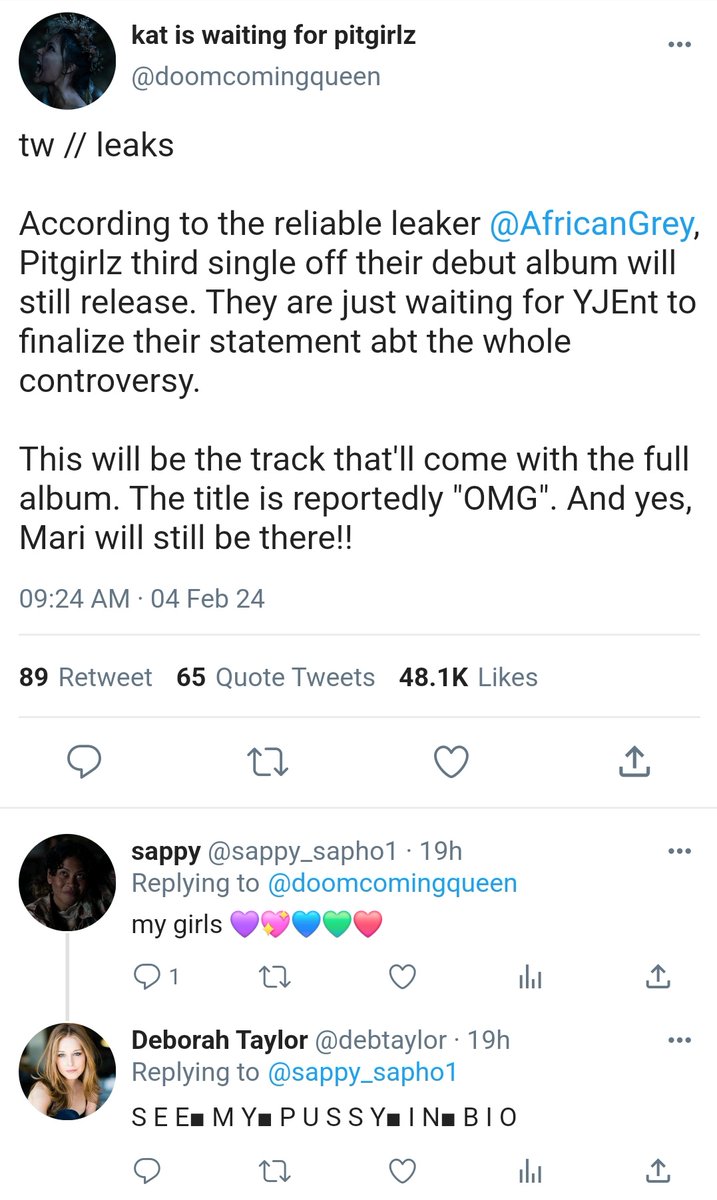 kat is waiting for pitgirlz
@doomcomingqueen
tw // leaks
According to the reliable leaker @AfricanGrey,
Pitgirlz third single off their debut album will
still release. They are just waiting for YJEnt to
finalize their statement abt the whole
controversy.
This will be the track that'll come with the full
album. The title is reportedly "OMG". And yes,
Mari will still be there!!
09:24 AM · 04 Feb 24
89 Retweet 65 Quote Tweets 48.1K Likes
sappy @sappy_sapho1 · 19h
Replying to @doomcomingqueen
my girls 💜💖💙💚❤️
1
Deborah Taylor @debtaylor · 19h
Replying to @sappy_sapho1
S E E■ M Y■ P U S S Y■ I N■ B I O